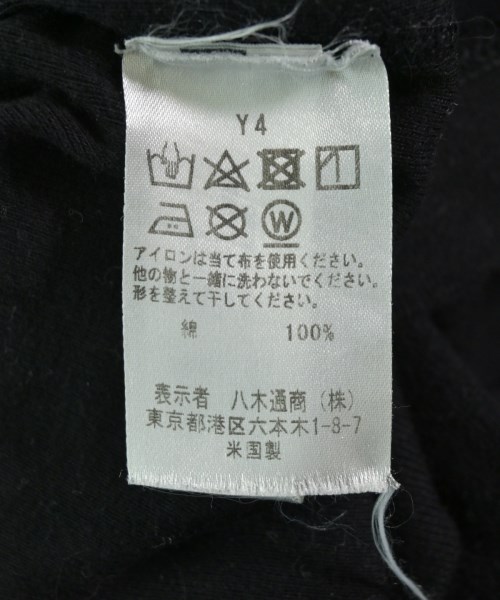 Y4
W
アイロンは当て布を使用ください。
他の物と一緒に洗わないでください。
形を整えて干してください。
綿 100%
表示者 八木通商(株)
東京都港区六本木1-8-7
米国製